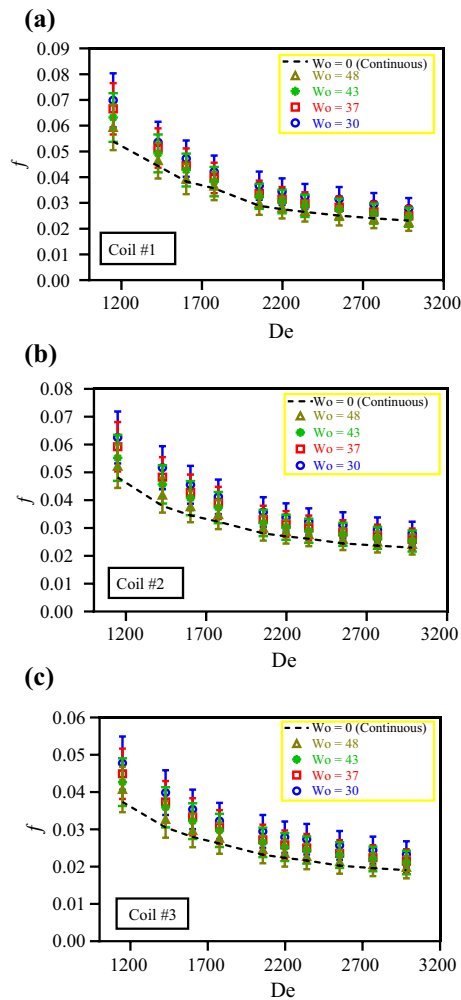 (a)
0.09
0.08
0.07
0.06
0.05
0.04
0.03
0.02
0.01
0.00
f
Wo = 0 (Continuous)
Wo = 48
Wo = 43
Wo = 37
Wo = 30
Coil #1
1200 1700 2200 2700 3200
De
(b)
0.08
0.07
0.06
0.05
0.04
0.03
0.02
0.01
0.00
f
Wo = 0 (Continuous)
Wo = 48
Wo = 43
Wo = 37
Wo = 30
Coil #2
1200 1700 2200 2700 3200
De
(c)
0.06
0.05
0.04
0.03
0.02
0.01
0.00
f
Wo = 0 (Continuous)
Wo = 48
Wo = 43
Wo = 37
Wo = 30
Coil #3
1200 1700 2200 2700 3200
De